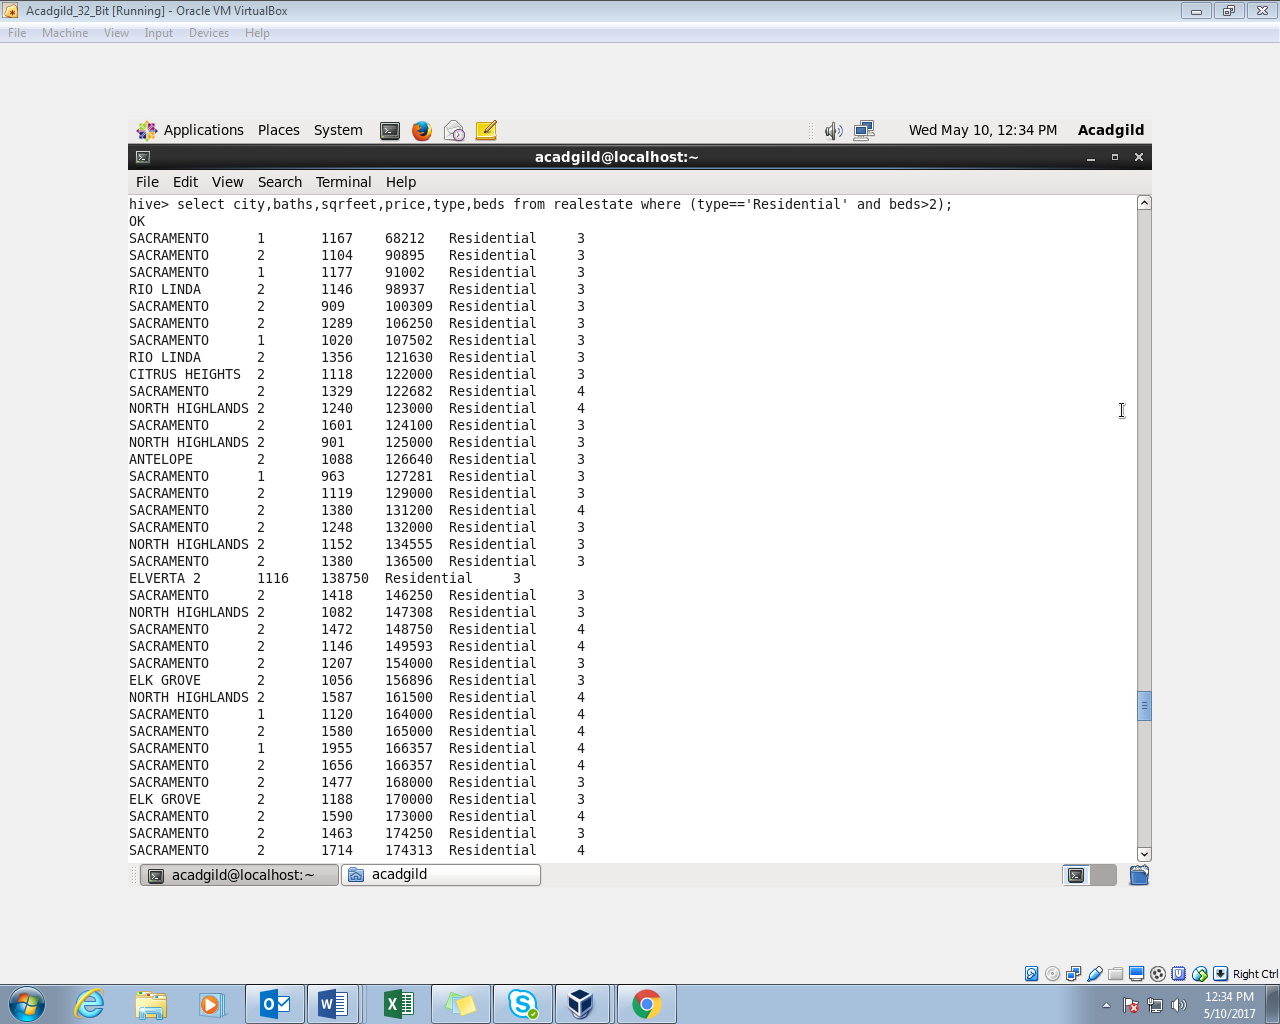 Acadgild_32_Bit [Running] - Oracle VM VirtualBox
File Machine View Input Devices Help
Applications Places System Wed May 10, 12:34 PM Acadgild
acadgild@localhost:~
File Edit View Search Terminal Help
hive> select city,baths,sqrfeet,price,type,beds from realestate where (type=='Residential' and beds>2);
OK
SACRAMENTO 1 1167 68212 Residential 3
SACRAMENTO 2 1104 90895 Residential 3
SACRAMENTO 1 1177 91002 Residential 3
RIO LINDA 2 1146 98937 Residential 3
SACRAMENTO 2 909 100309 Residential 3
SACRAMENTO 2 1289 106250 Residential 3
SACRAMENTO 1 1020 107502 Residential 3
RIO LINDA 2 1356 121630 Residential 3
CITRUS HEIGHTS 2 1118 122000 Residential 3
SACRAMENTO 2 1329 122682 Residential 4
NORTH HIGHLANDS 2 1240 123000 Residential 4
SACRAMENTO 2 1601 124100 Residential 3
NORTH HIGHLANDS 2 901 125000 Residential 3
ANTELOPE 2 1088 126640 Residential 3
SACRAMENTO 1 963 127281 Residential 3
SACRAMENTO 2 1119 129000 Residential 3
SACRAMENTO 2 1380 131200 Residential 4
SACRAMENTO 2 1248 132000 Residential 3
NORTH HIGHLANDS 2 1152 134555 Residential 3
SACRAMENTO 2 1380 136500 Residential 3
ELVERTA 2 1116 138750 Residential 3
SACRAMENTO 2 1418 146250 Residential 3
NORTH HIGHLANDS 2 1082 147308 Residential 3
SACRAMENTO 2 1472 148750 Residential 4
SACRAMENTO 2 1146 149593 Residential 4
SACRAMENTO 2 1207 154000 Residential 3
ELK GROVE 2 1056 156896 Residential 3
NORTH HIGHLANDS 2 1587 161500 Residential 4
SACRAMENTO 1 1120 164000 Residential 4
SACRAMENTO 2 1580 165000 Residential 4
SACRAMENTO 1 1955 166357 Residential 4
SACRAMENTO 2 1656 166357 Residential 4
SACRAMENTO 2 1477 168000 Residential 3
ELK GROVE 2 1188 170000 Residential 3
SACRAMENTO 2 1590 173000 Residential 4
SACRAMENTO 2 1463 174250 Residential 3
SACRAMENTO 2 1714 174313 Residential 4
acadgild@localhost:~ acadgild
Right Ctrl
12:34 PM
5/10/2017